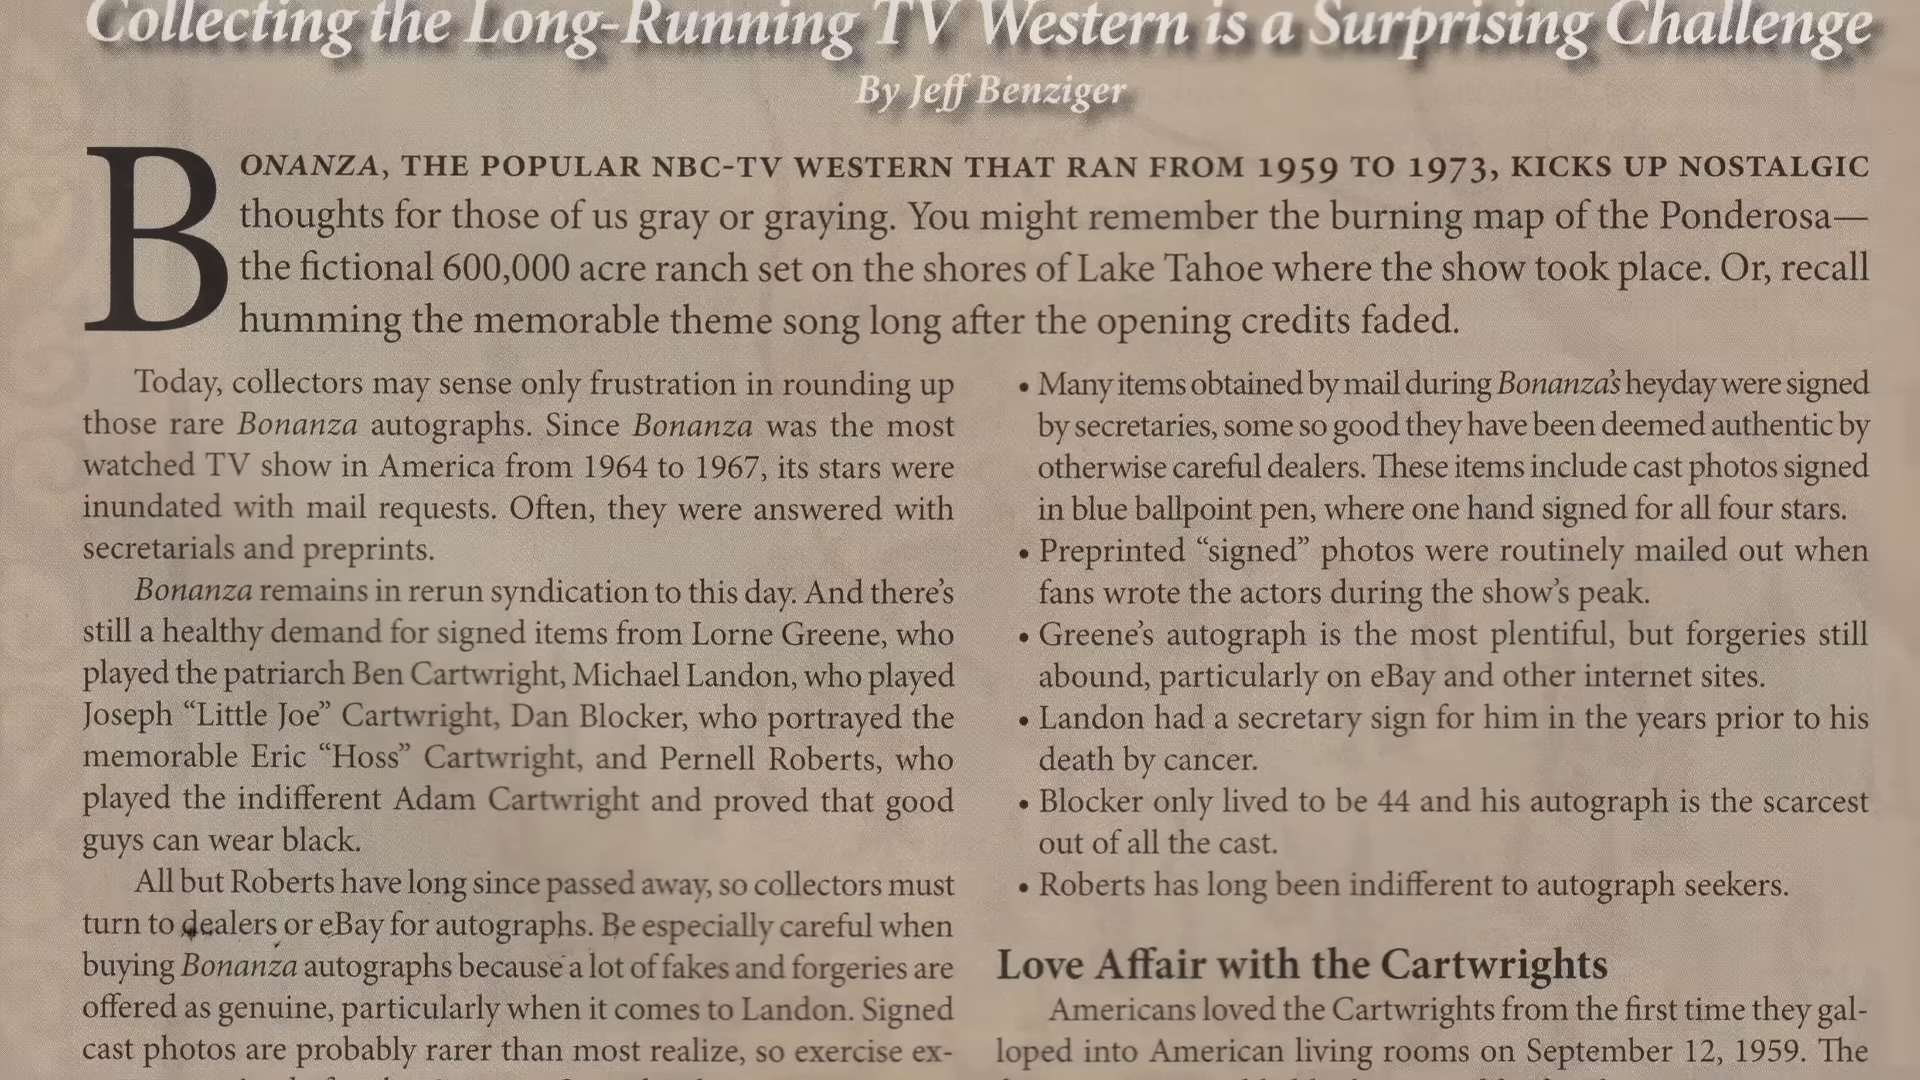 Collecting the Long-Running TV Western is a Surprising Challenge
By Jeff Benziger
BONANZA, THE POPULAR NBC-TV WESTERN THAT RAN FROM 1959 TO 1973, KICKS UP NOSTALGIC
thoughts for those of us gray or graying. You might remember the burning map of the Ponderosa—
the fictional 600,000 acre ranch set on the shores of Lake Tahoe where the show took place. Or, recall
humming the memorable theme song long after the opening credits faded.
Today, collectors may sense only frustration in rounding up
those rare Bonanza autographs. Since Bonanza was the most
watched TV show in America from 1964 to 1967, its stars were
inundated with mail requests. Often, they were answered with
secretarials and preprints.
Bonanza remains in rerun syndication to this day. And there's
still a healthy demand for signed items from Lorne Greene, who
played the patriarch Ben Cartwright, Michael Landon, who played
Joseph “Little Joe” Cartwright, Dan Blocker, who portrayed the
memorable Eric “Hoss” Cartwright, and Pernell Roberts, who
played the indifferent Adam Cartwright and proved that good
guys can wear black.
All but Roberts have long since passed away, so collectors must
turn to dealers or eBay for autographs. Be especially careful when
buying Bonanza autographs because a lot of fakes and forgeries are
offered as genuine, particularly when it comes to Landon. Signed
cast photos are probably rarer than most realize, so exercise ex-
• Many items obtained by mail during Bonanza's heyday were signed
by secretaries, some so good they have been deemed authentic by
otherwise careful dealers. These items include cast photos signed
in blue ballpoint pen, where one hand signed for all four stars.
• Preprinted “signed” photos were routinely mailed out when
fans wrote the actors during the show's peak.
• Greene's autograph is the most plentiful, but forgeries still
abound, particularly on eBay and other internet sites.
• Landon had a secretary sign for him in the years prior to his
death by cancer.
• Blocker only lived to be 44 and his autograph is the scarcest
out of all the cast.
• Roberts has long been indifferent to autograph seekers.
Love Affair with the Cartwrights
Americans loved the Cartwrights from the first time they gal-
loped into American living rooms on September 12, 1959. The